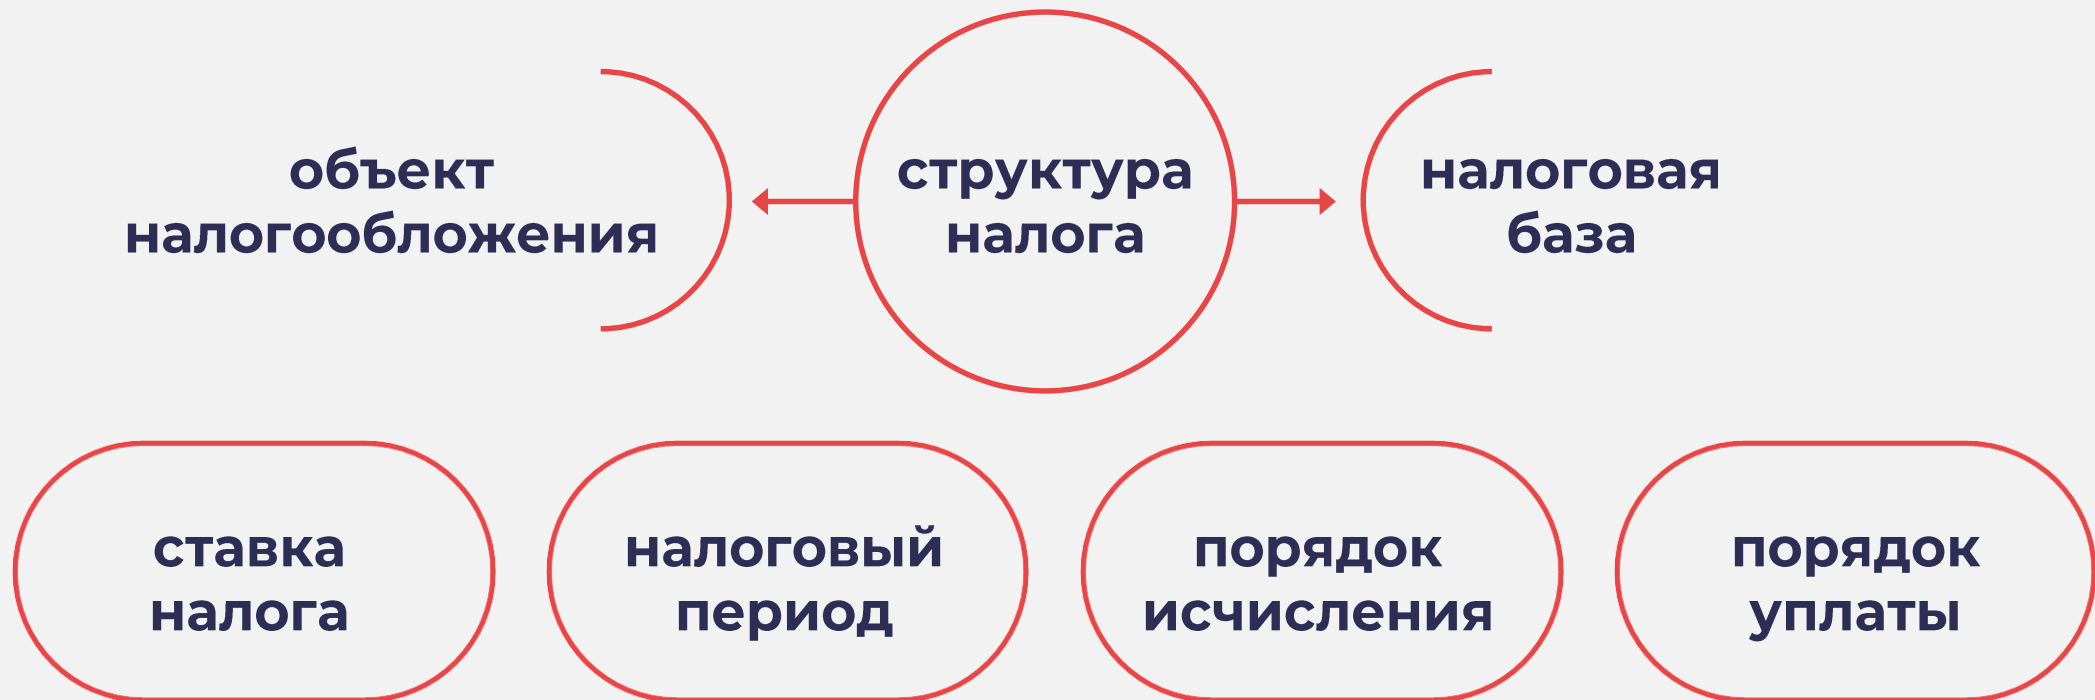 объект
налогообложения
структура
налога
налоговая
база
ставка
налога
налоговый
период
порядок
исчисления
порядок
уплаты